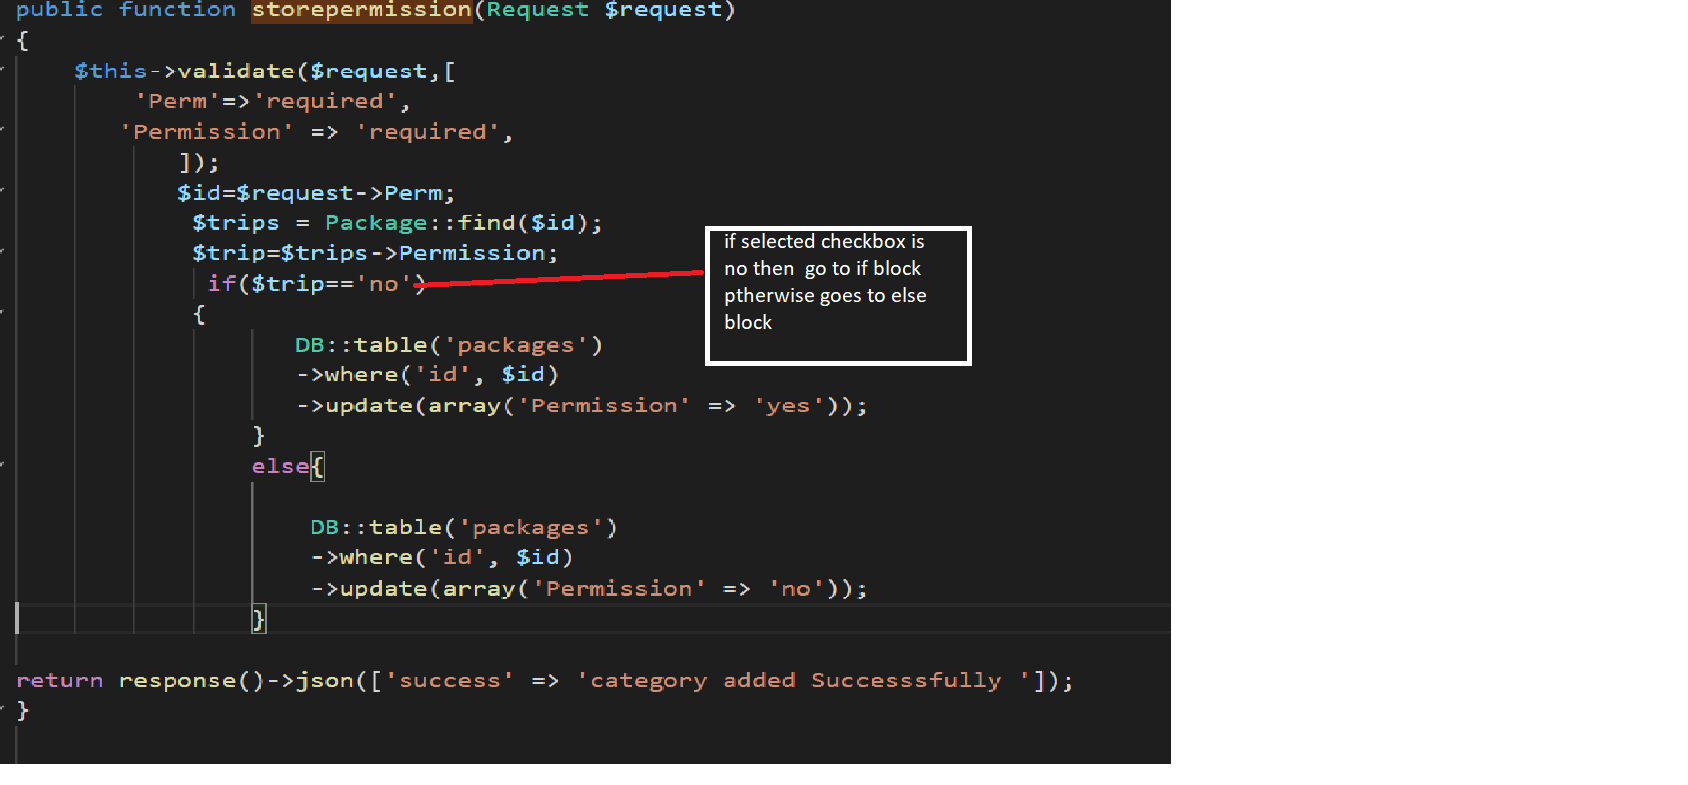 public function storepermission(Request $request)
{
$this->validate($request,[
'Perm'=>'required',
'Permission' => 'required',
]);
$id=$request->Perm;
$trips = Package::find($id);
$trip=$trips->Permission;
if($trip=='no')
{
if selected checkbox is
no then  go to if block
ptherwise goes to else
block
DB::table('packages')
->where('id', $id)
->update(array('Permission' => 'yes'));
}
else{
DB::table('packages')
->where('id', $id)
->update(array('Permission' => 'no'));
}
return response()->json(['success' => 'category added Successsfully ']);
}